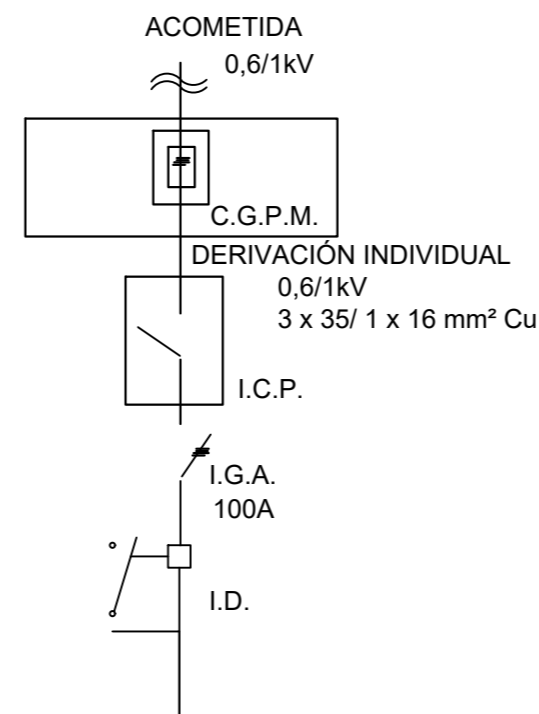 ACOMETIDA
0,6/1kV
C.G.P.M.
DERIVACIÓN INDIVIDUAL
0,6/1kV
3 x 35/ 1 x 16 mm² Cu
I.C.P.
I.G.A.
100A
I.D.